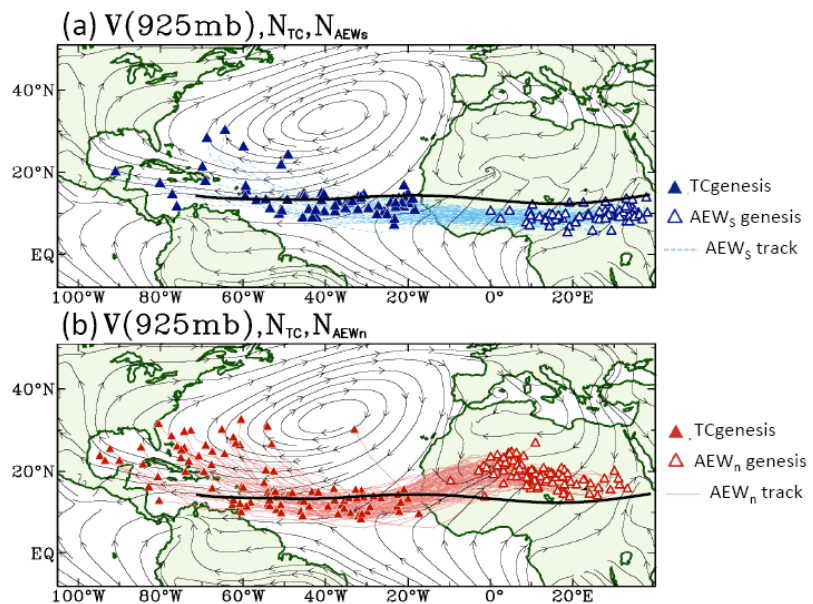 (a) V(925mb),N_TC,N_AEWs
40°N
20°N
EQ
100°W 80°W 60°W 40°W 20°W 0° 20°E
TCgenesis
AEW_S genesis
AEW_S track
(b) V(925mb),N_TC,N_AEWn
40°N
20°N
EQ
100°W 80°W 60°W 40°W 20°W 0° 20°E
TCgenesis
AEW_n genesis
AEW_n track